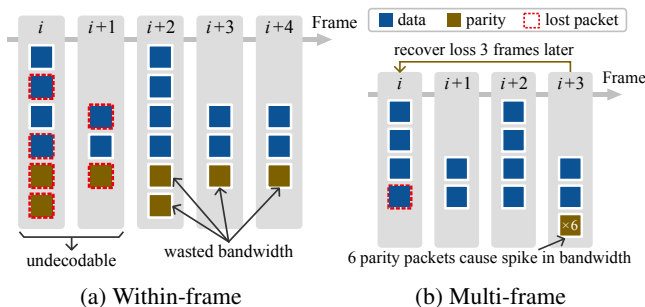 i i+1 i+2 i+3 i+4 Frame
undecodable
wasted bandwidth
(a) Within-frame
data parity lost packet
recover loss 3 frames later
Frame
i i+1 i+2 i+3
×6
6 parity packets cause spike in bandwidth
(b) Multi-frame